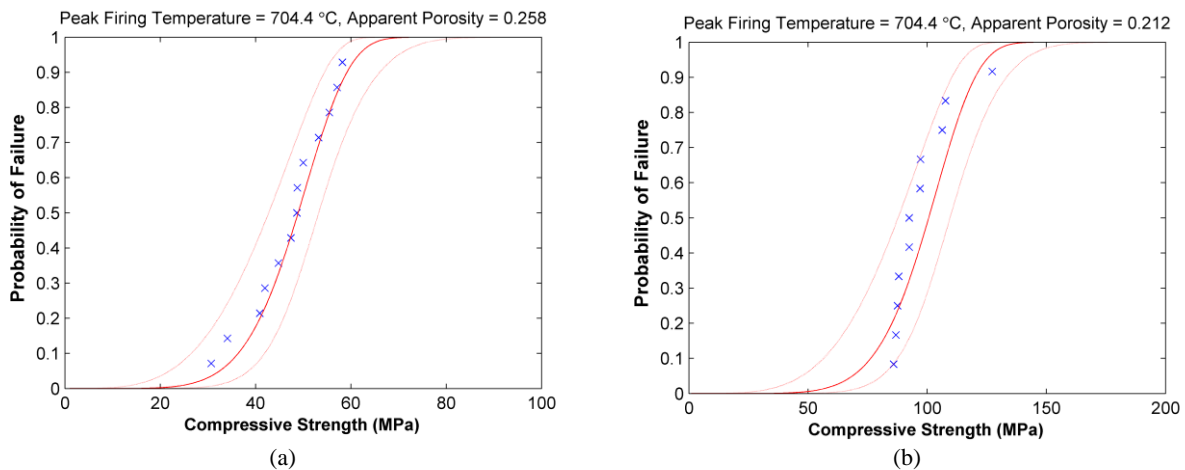 Peak Firing Temperature = 704.4 °C, Apparent Porosity = 0.258
1
0.9
0.8
0.7
0.6
0.5
0.4
0.3
0.2
0.1
0
Probability of Failure
0 20 40 60 80 100
Compressive Strength (MPa)
(a)
Peak Firing Temperature = 704.4 °C, Apparent Porosity = 0.212
1
0.9
0.8
0.7
0.6
0.5
0.4
0.3
0.2
0.1
0
Probability of Failure
0 50 100 150 200
Compressive Strength (MPa)
(b)